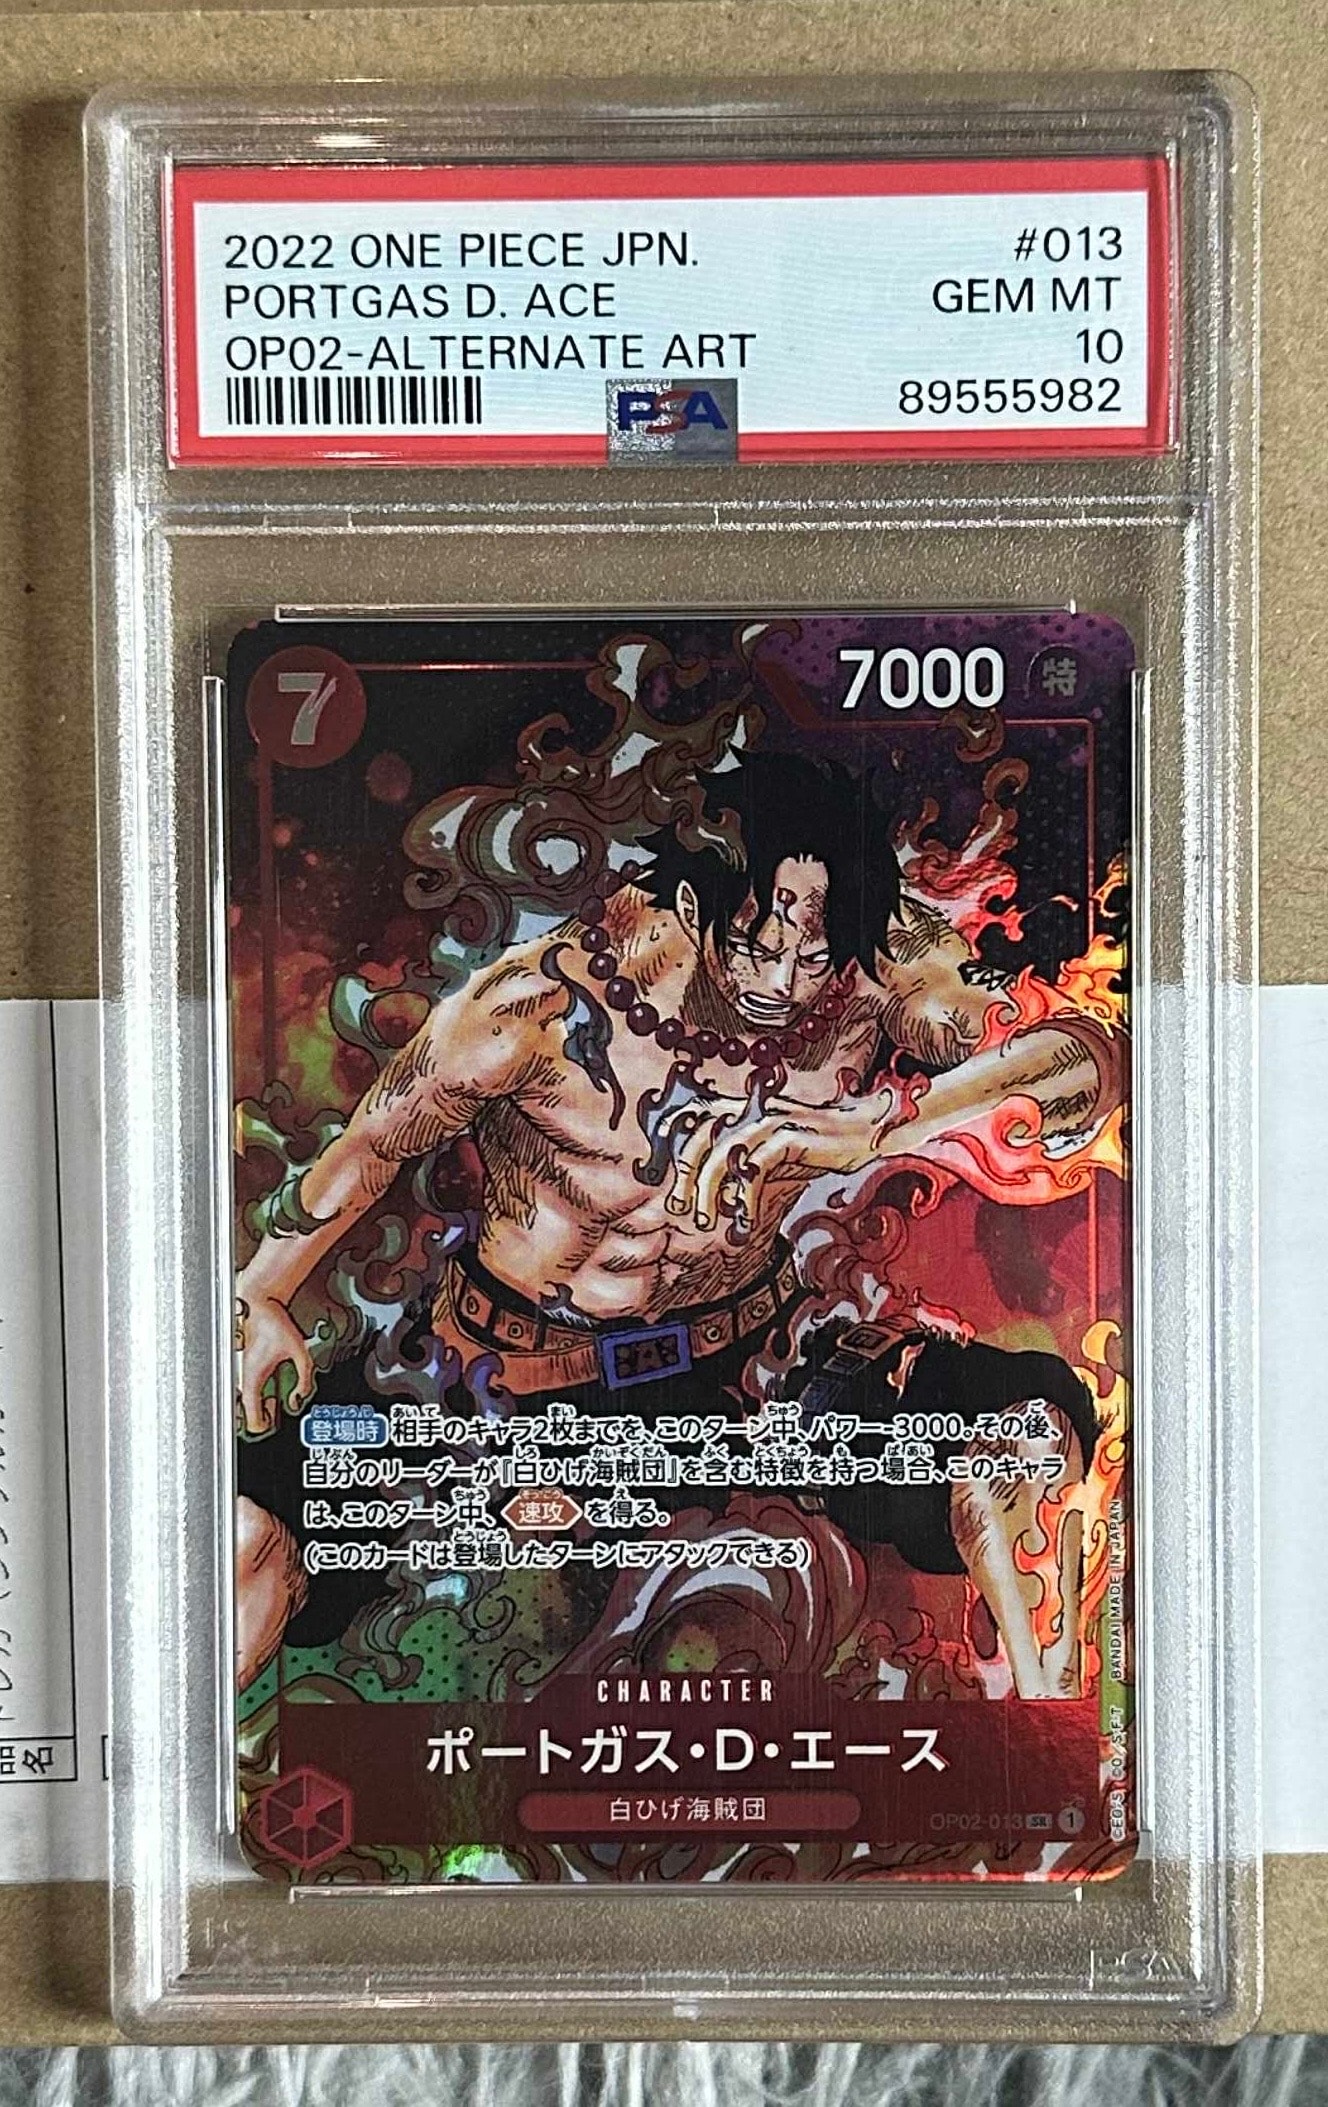 2022 ONE PIECE JPN. #013
PORTGAS D. ACE GEM MT
OP02-ALTERNATE ART 10
PSA 89555982
7 7000 特
登場時 相手のキャラ2枚までを、このターン中、パワー-3000。その後、
自分のリーダーが『白ひげ海賊団』を含む特徴を持つ場合、このキャラ
は、このターン中、速攻を得る。
(このカードは登場したターンにアタックできる)
CHARACTER
ポートガス・D・エース
白ひげ海賊団
OP02-013 SR 1
©E.O./S. ©O./S.F.T BANDAI MADE IN JAPAN
品名